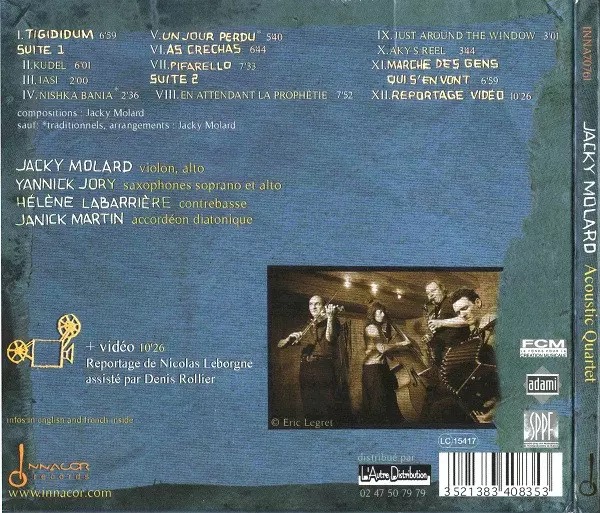 I. TIGIDIDUM 6'59
SUITE 1
II. KUDEL 6'01
III. IASI 2'00
IV. NISHKA BANIA* 2'36
V. UN JOUR PERDU* 5'40
VI. AS CRECHAS 6'44
VII. PIFARELLO 7'33
SUITE 2
VIII. EN ATTENDANT LA PROPHÉTIE 7'52
IX. JUST AROUND THE WINDOW 3'01
X. AKY'S REEL 3'44
XI. MARCHE DES GENS
QUI S'EN VONT 6'59
XII. REPORTAGE VIDÉO 10'26
compositions : Jacky Molard
sauf: *traditionnels, arrangements : Jacky Molard
JACKY MOLARD violon, alto
YANNICK JORY saxophones soprano et alto
HÉLÈNE LABARRIÈRE contrebasse
JANICK MARTIN accordéon diatonique
+ vidéo 10'26
Reportage de Nicolas Leborgne
assisté par Denis Rollier
infos in english and french inside
INNACOR
records
www.innacor.com
© Eric Legret
distribué par
L'Autre Distribution
02 47 50 79 79
LC 15417
3 521383 408353
FCM
adami
SPPF
JACKY MOLARD Acoustic Quartet